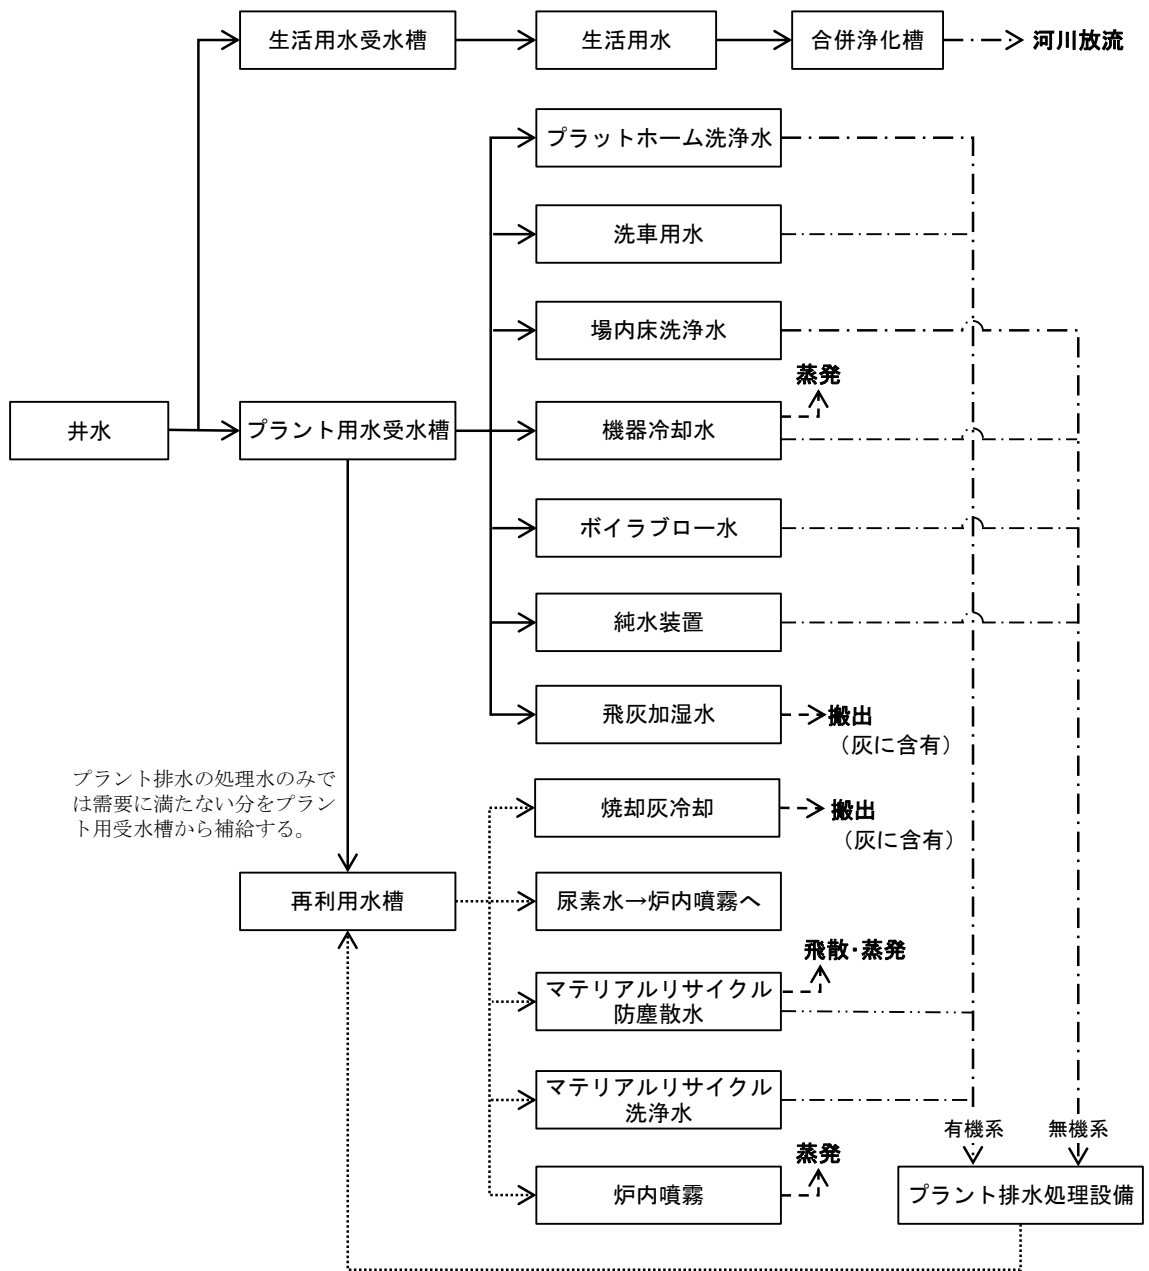 生活用水受水槽
生活用水
合併浄化槽
河川放流
プラットホーム洗浄水
洗車用水
場内床洗浄水
蒸発
井水
プラント用水受水槽
機器冷却水
ボイラブロー水
純水装置
飛灰加湿水
搬出
（灰に含有）
プラント排水の処理水のみで
は需要に満たない分をプラン
ト用受水槽から補給する。
焼却灰冷却
搬出
（灰に含有）
再利用水槽
尿素水→炉内噴霧へ
飛散・蒸発
マテリアルリサイクル
防塵散水
マテリアルリサイクル
洗浄水
有機系
無機系
蒸発
炉内噴霧
プラント排水処理設備